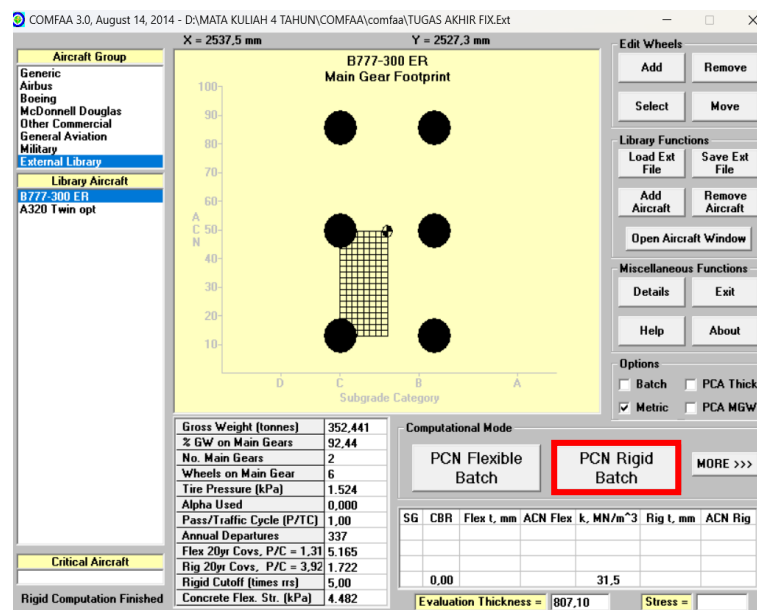 COMFAA 3.0, August 14, 2014 - D:\MATA KULIAH 4 TAHUN\COMFAA\comfaa\TUGAS AKHIR FIX.Ext
X = 2537,5 mm Y = 2527,3 mm
Aircraft Group
Generic
Airbus
Boeing
McDonnell Douglas
Other Commercial
General Aviation
Military
External Library
Library Aircraft
B777-300 ER
A320 Twin opt
Critical Aircraft
Rigid Computation Finished
B777-300 ER
Main Gear Footprint
100
90
80
70
60
50
40
30
20
10
A
C
N
D C B A
Subgrade Category
Gross Weight (tonnes) 352,441
% GW on Main Gears 92,44
No. Main Gears 2
Wheels on Main Gear 6
Tire Pressure (kPa) 1.524
Alpha Used 0,000
Pass/Traffic Cycle (P/TC) 1,00
Annual Departures 337
Flex 20yr Covs, P/C = 1,31 5.165
Rig 20yr Covs, P/C = 3,92 1.722
Rigid Cutoff (times rrs) 5,00
Concrete Flex. Str. (kPa) 4.482
Edit Wheels
Add Remove
Select Move
Library Functions
Load Ext File Save Ext File
Add Aircraft Remove Aircraft
Open Aircraft Window
Miscellaneous Functions
Details Exit
Help About
Options
Batch PCA Thick
Metric PCA MGW
Computational Mode
PCN Flexible Batch PCN Rigid Batch MORE >>>
SG CBR Flex t, mm ACN Flex k, MN/m^3 Rig t, mm ACN Rig
0,00 31,5
Evaluation Thickness = 807,10 Stress =